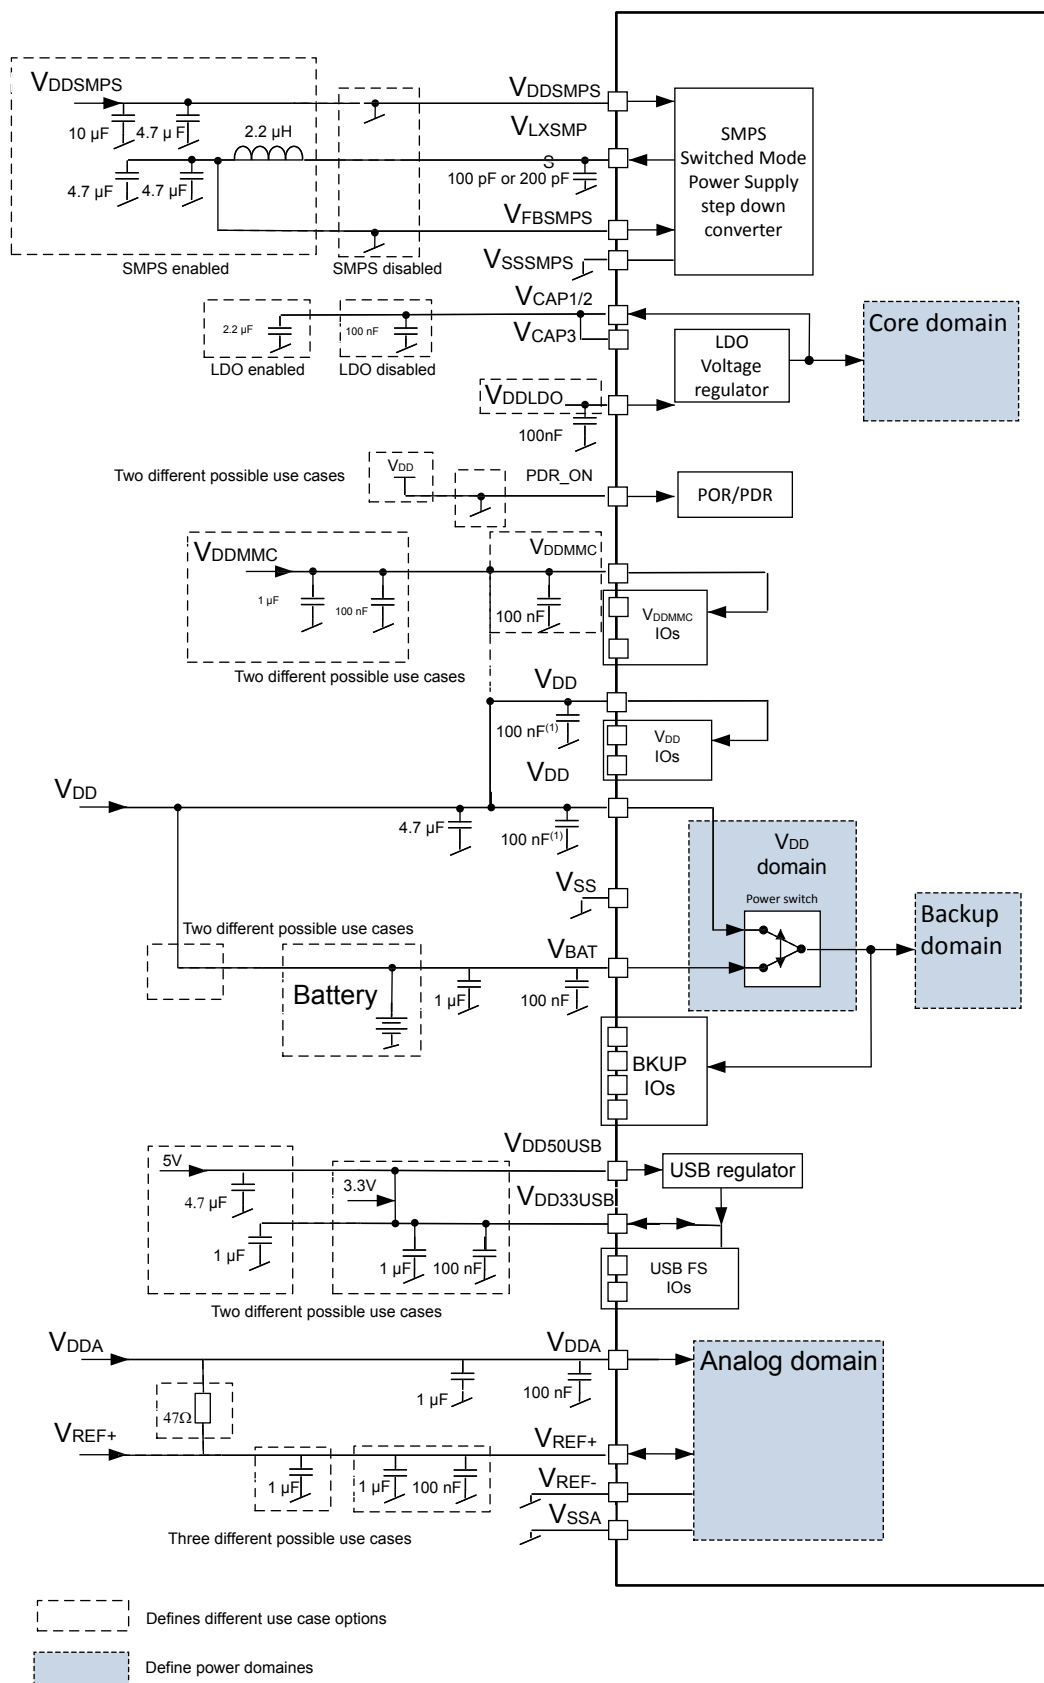 VDDSMPS
10 µF
4.7 µ F
2.2 µH
4.7 µF
4.7 µF
SMPS enabled
SMPS disabled
VDDSMPS
VLXSMP
S
100 pF or 200 pF
VFBSMPS
VSSSMPS
SMPS
Switched Mode
Power Supply
step down
converter
VCAP1/2
VCAP3
2.2 µF
100 nF
LDO enabled
LDO disabled
LDO
Voltage
regulator
Core domain
VDDLDO
100nF
Two different possible use cases
VDD
PDR_ON
POR/PDR
VDDMMC
1 µF
100 nF
VDDMMC
100 nF
VDDMMC
IOs
Two different possible use cases
VDD
100 nF(1)
VDD
IOs
VDD
VDD
4.7 µF
100 nF(1)
VDD
domain
Power switch
VSS
Backup
domain
Two different possible use cases
VBAT
Battery
1 µF
100 nF
BKUP
IOs
VDD50USB
5V
4.7 µF
3.3V
VDD33USB
1 µF
1 µF
100 nF
USB regulator
USB FS
IOs
Two different possible use cases
VDDA
VDDA
1 µF
100 nF
Analog domain
47Ω
VREF+
VREF+
1 µF
1 µF
100 nF
VREF-
VSSA
Three different possible use cases
Defines different use case options
Define power domaines